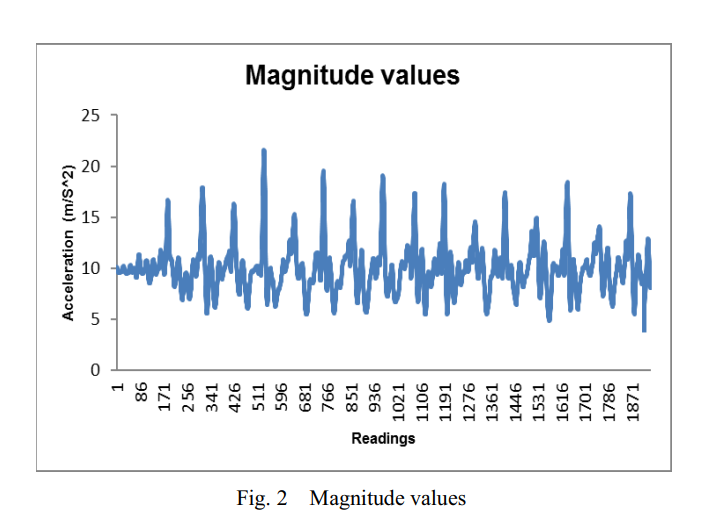 Magnitude values
25
20
15
10
5
0
Acceleration (m/S^2)
1 86 171 256 341 426 511 596 681 766 851 936 1021 1106 1191 1276 1361 1446 1531 1616 1701 1786 1871
Readings
Fig. 2 Magnitude values